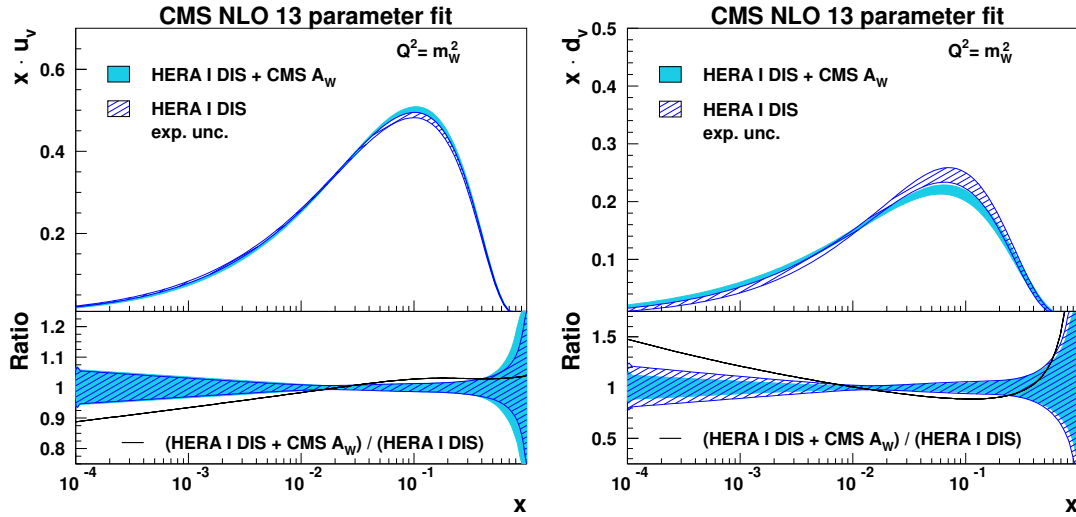 CMS NLO 13 parameter fit
x · u_v
Q² = m_W²
HERA I DIS + CMS A_W
HERA I DIS
exp. unc.
0.6
0.4
0.2
Ratio
1.2
1.1
1
0.9
0.8
(HERA I DIS + CMS A_W) / (HERA I DIS)
10⁻⁴ 10⁻³ 10⁻² 10⁻¹
x
CMS NLO 13 parameter fit
x · d_v
Q² = m_W²
HERA I DIS + CMS A_W
HERA I DIS
exp. unc.
0.5
0.4
0.3
0.2
0.1
Ratio
1.5
1
0.5
(HERA I DIS + CMS A_W) / (HERA I DIS)
10⁻⁴ 10⁻³ 10⁻² 10⁻¹
x